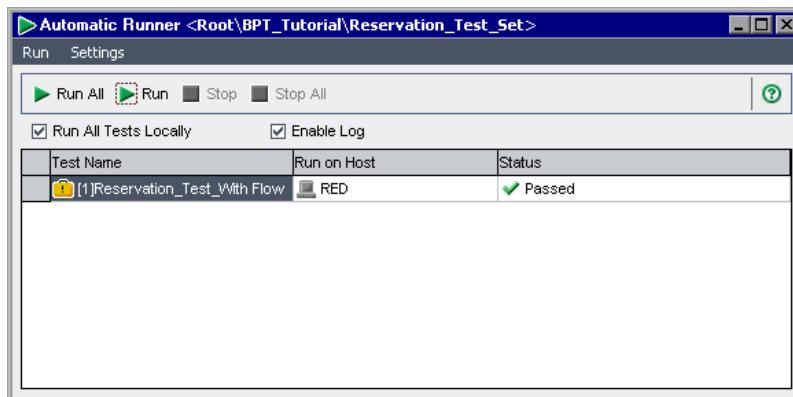 Automatic Runner <Root\BPT_Tutorial\Reservation_Test_Set>
Run Settings
Run All Run Stop Stop All
Run All Tests Locally Enable Log
Test Name Run on Host Status
[1]Reservation_Test_With Flow RED Passed